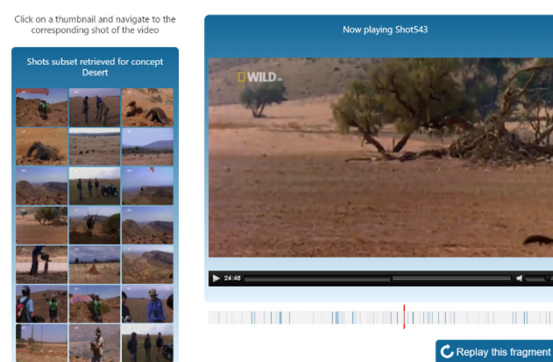 Click on a thumbnail and navigate to the
corresponding shot of the video
Shots subset retrieved for concept
Desert
Now playing Shot543
WILD
24:48
Replay this fragment